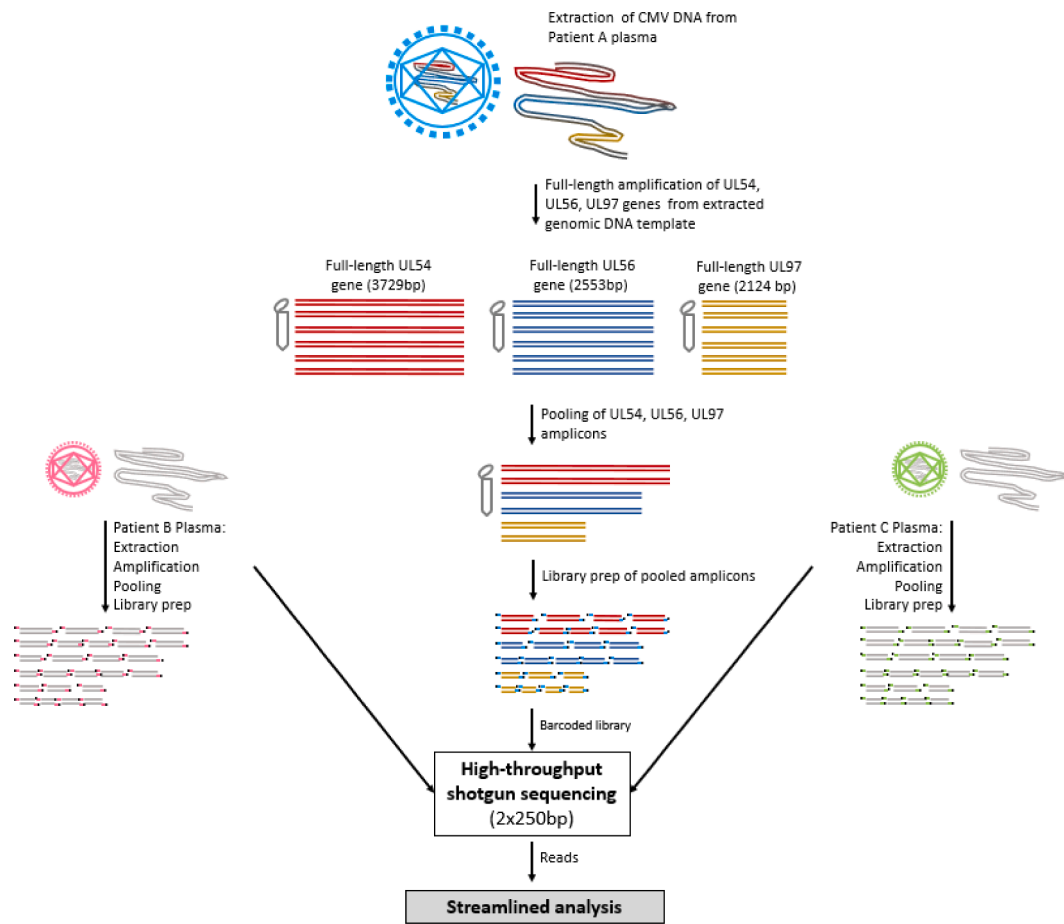 Extraction of CMV DNA from
Patient A plasma
Full-length amplification of UL54,
UL56, UL97 genes from extracted
genomic DNA template
Full-length UL54
gene (3729bp)
Full-length UL56
gene (2553bp)
Full-length UL97
gene (2124 bp)
Pooling of UL54, UL56, UL97
amplicons
Patient B Plasma:
Extraction
Amplification
Pooling
Library prep
Patient C Plasma:
Extraction
Amplification
Pooling
Library prep
Library prep of pooled amplicons
Barcoded library
High-throughput
shotgun sequencing
(2x250bp)
Reads
Streamlined analysis